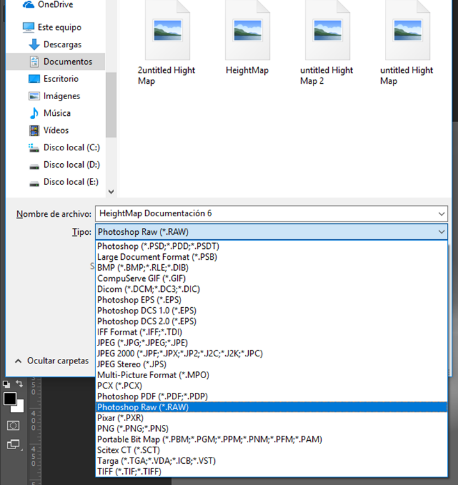 OneDrive
Este equipo
Descargas
Documentos
Escritorio
Imágenes
Música
Vídeos
Disco local (C:)
Disco local (D:)
Disco local (E:)
2untitled Hight Map
HeightMap
untitled Hight Map 2
untitled Hight Map
Nombre de archivo: HeightMap Documentación 6
Tipo: Photoshop Raw (*.RAW)
S
Photoshop (*.PSD;*.PDD;*.PSDT)
Large Document Format (*.PSB)
BMP (*.BMP;*.RLE;*.DIB)
CompuServe GIF (*.GIF)
Dicom (*.DCM;*.DC3;*.DIC)
Photoshop EPS (*.EPS)
Photoshop DCS 1.0 (*.EPS)
Photoshop DCS 2.0 (*.EPS)
IFF Format (*.IFF;*.TDI)
JPEG (*.JPG;*.JPEG;*.JPE)
JPEG 2000 (*.JPF;*.JPX;*.JP2;*.J2C;*.J2K;*.JPC)
JPEG Stereo (*.JPS)
Multi-Picture Format (*.MPO)
PCX (*.PCX)
Photoshop PDF (*.PDF;*.PDP)
Photoshop Raw (*.RAW)
Pixar (*.PXR)
PNG (*.PNG;*.PNS)
Portable Bit Map (*.PBM;*.PGM;*.PPM;*.PNM;*.PFM;*.PAM)
Scitex CT (*.SCT)
Targa (*.TGA;*.VDA;*.ICB;*.VST)
TIFF (*.TIF;*.TIFF)
Ocultar carpetas